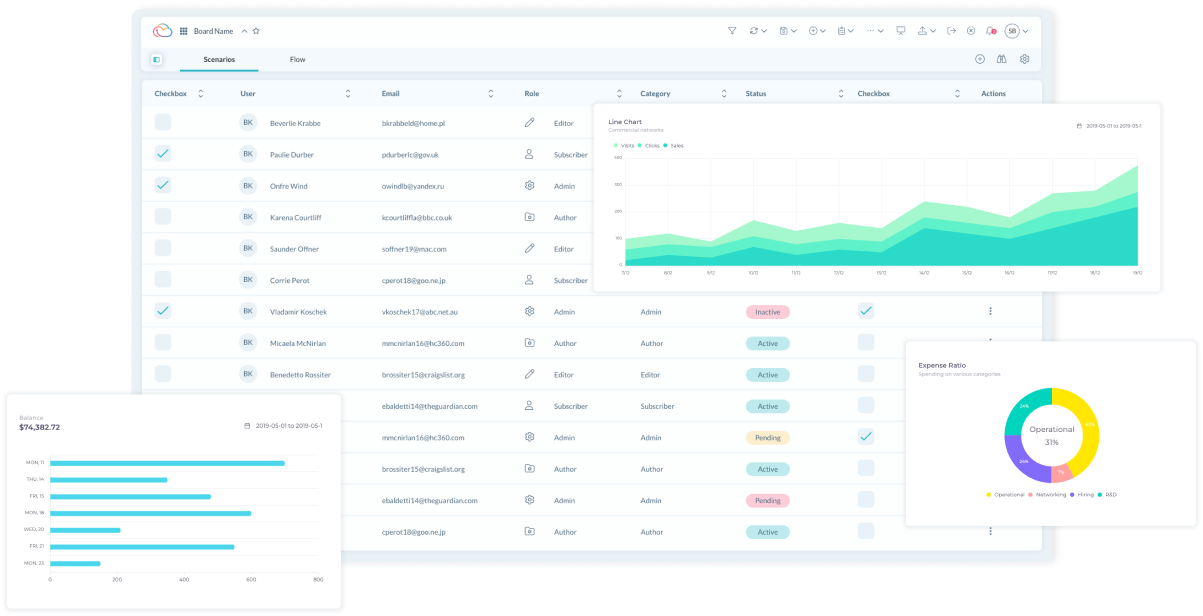 Board Name
SB
Scenarios Flow
Checkbox User Email Role Category Status Checkbox Actions
BK Beverlie Krabbe bkrabbeld@home.pl Editor
BK Paulie Durber pdurberlc@gov.uk Subscriber
BK Onfre Wind owindlb@yandex.ru Admin
BK Karena Courtliff kcourtliffla@bbc.co.uk Author
BK Saunder Offner soffner19@mac.com Editor
BK Corrie Perot cperot18@goo.ne.jp Subscriber
BK Vladamir Koschek vkoschek17@abc.net.au Admin Admin Inactive
BK Micaela McNirlan mmcnirlan16@hc360.com Author Author Active
BK Benedetto Rossiter brossiter15@craigslist.org Editor Editor Active
ebaldetti14@theguardian.com Subscriber Subscriber Active
mmcnirlan16@hc360.com Admin Admin Pending
brossiter15@craigslist.org Author Author Active
ebaldetti14@theguardian.com Admin Admin Pending
cperot18@goo.ne.jp Author Author Active
Line Chart
Commercial networks
2019-05-01 to 2019-05-1
Visits Clicks Sales
400
300
200
100
0
7/12 8/12 9/12 10/12 11/12 12/12 13/12 14/12 15/12 16/12 17/12 18/12 19/12
Expense Ratio
Spending on various categories
24%
Operational
31%
24%
7%
Operational Networking Hiring R&D
Balance
$74,382.72
2019-05-01 to 2019-05-1
MON, 11
THU, 14
FRI, 15
MON, 18
WED, 20
FRI, 21
MON, 23
0 200 400 600 800